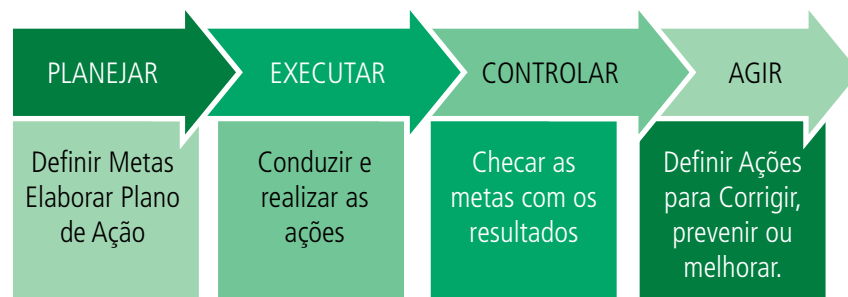 PLANEJAR
EXECUTAR
CONTROLAR
AGIR
Definir Metas
Elaborar Plano
de Ação
Conduzir e
realizar as
ações
Checar as
metas com os
resultados
Definir Ações
para Corrigir,
prevenir ou
melhorar.